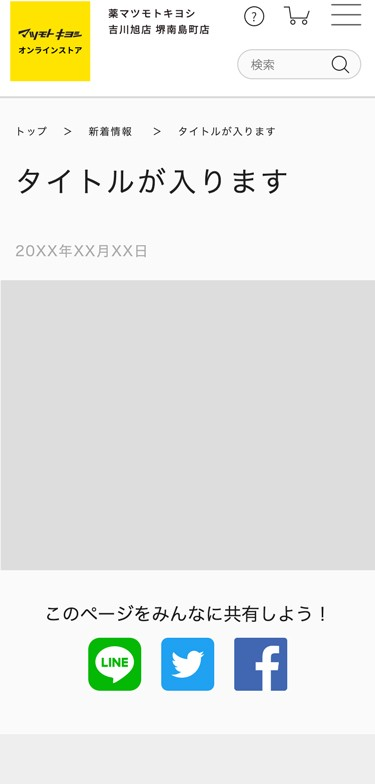 マツモトキヨシ
オンラインストア
薬マツモトキヨシ
吉川旭店 堺南島町店
?
検索
トップ > 新着情報 > タイトルが入ります
タイトルが入ります
20XX年XX月XX日
このページをみんなに共有しよう！
LINE
f